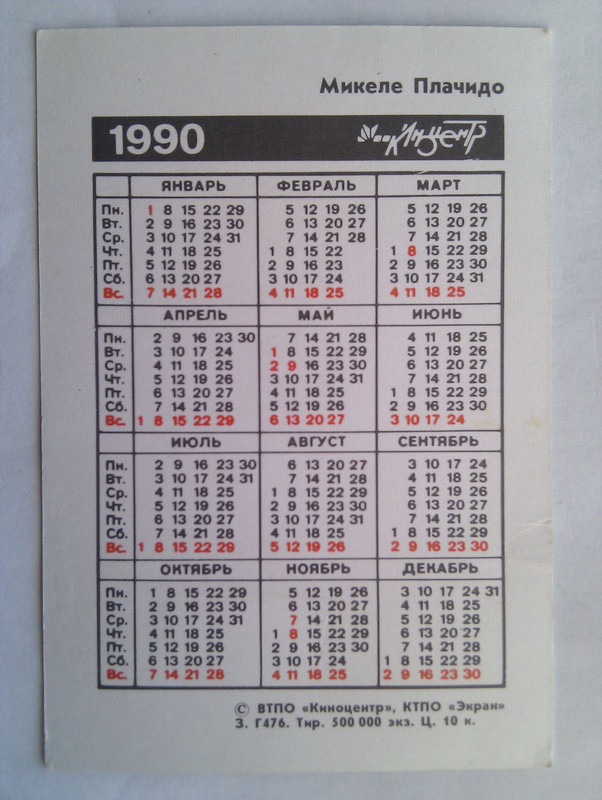 Микеле Плачидо
1990 Киноцентр
ЯНВАРЬ ФЕВРАЛЬ МАРТ
Пн. 1 8 15 22 29 5 12 19 26 5 12 19 26
Вт. 2 9 16 23 30 6 13 20 27 6 13 20 27
Ср. 3 10 17 24 31 7 14 21 28 7 14 21 28
Чт. 4 11 18 25 1 8 15 22 1 8 15 22 29
Пт. 5 12 19 26 2 9 16 23 2 9 16 23 30
Сб. 6 13 20 27 3 10 17 24 3 10 17 24 31
Вс. 7 14 21 28 4 11 18 25 4 11 18 25
АПРЕЛЬ МАЙ ИЮНЬ
Пн. 2 9 16 23 30 7 14 21 28 4 11 18 25
Вт. 3 10 17 24 1 8 15 22 29 5 12 19 26
Ср. 4 11 18 25 2 9 16 23 30 6 13 20 27
Чт. 5 12 19 26 3 10 17 24 31 7 14 21 28
Пт. 6 13 20 27 4 11 18 25 1 8 15 22 29
Сб. 7 14 21 28 5 12 19 26 2 9 16 23 30
Вс. 1 8 15 22 29 6 13 20 27 3 10 17 24
ИЮЛЬ АВГУСТ СЕНТЯБРЬ
Пн. 2 9 16 23 30 6 13 20 27 3 10 17 24
Вт. 3 10 17 24 31 7 14 21 28 4 11 18 25
Ср. 4 11 18 25 1 8 15 22 29 5 12 19 26
Чт. 5 12 19 26 2 9 16 23 30 6 13 20 27
Пт. 6 13 20 27 3 10 17 24 31 7 14 21 28
Сб. 7 14 21 28 4 11 18 25 1 8 15 22 29
Вс. 1 8 15 22 29 5 12 19 26 2 9 16 23 30
ОКТЯБРЬ НОЯБРЬ ДЕКАБРЬ
Пн. 1 8 15 22 29 5 12 19 26 3 10 17 24 31
Вт. 2 9 16 23 30 6 13 20 27 4 11 18 25
Ср. 3 10 17 24 31 7 14 21 28 5 12 19 26
Чт. 4 11 18 25 1 8 15 22 29 6 13 20 27
Пт. 5 12 19 26 2 9 16 23 30 7 14 21 28
Сб. 6 13 20 27 3 10 17 24 1 8 15 22 29
Вс. 7 14 21 28 4 11 18 25 2 9 16 23 30
© ВТПО «Киноцентр», КТПО «Экран»
З. Г476. Тир. 500 000 экз. Ц. 10 к.